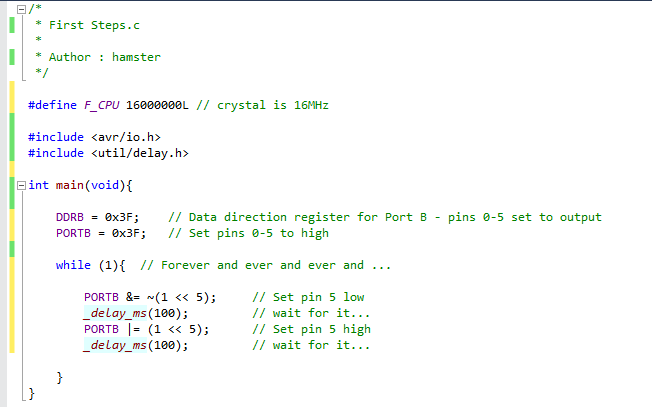 /*
 * First Steps.c
 *
 * Author : hamster
 */

#define F_CPU 16000000L // crystal is 16MHz

#include <avr/io.h>
#include <util/delay.h>

int main(void){

    DDRB = 0x3F;    // Data direction register for Port B - pins 0-5 set to output
    PORTB = 0x3F;   // Set pins 0-5 to high

    while (1){  // Forever and ever and ever and ...

        PORTB &= ~(1 << 5);     // Set pin 5 low
        _delay_ms(100);         // wait for it...
        PORTB |= (1 << 5);      // Set pin 5 high
        _delay_ms(100);         // wait for it...

    }
}